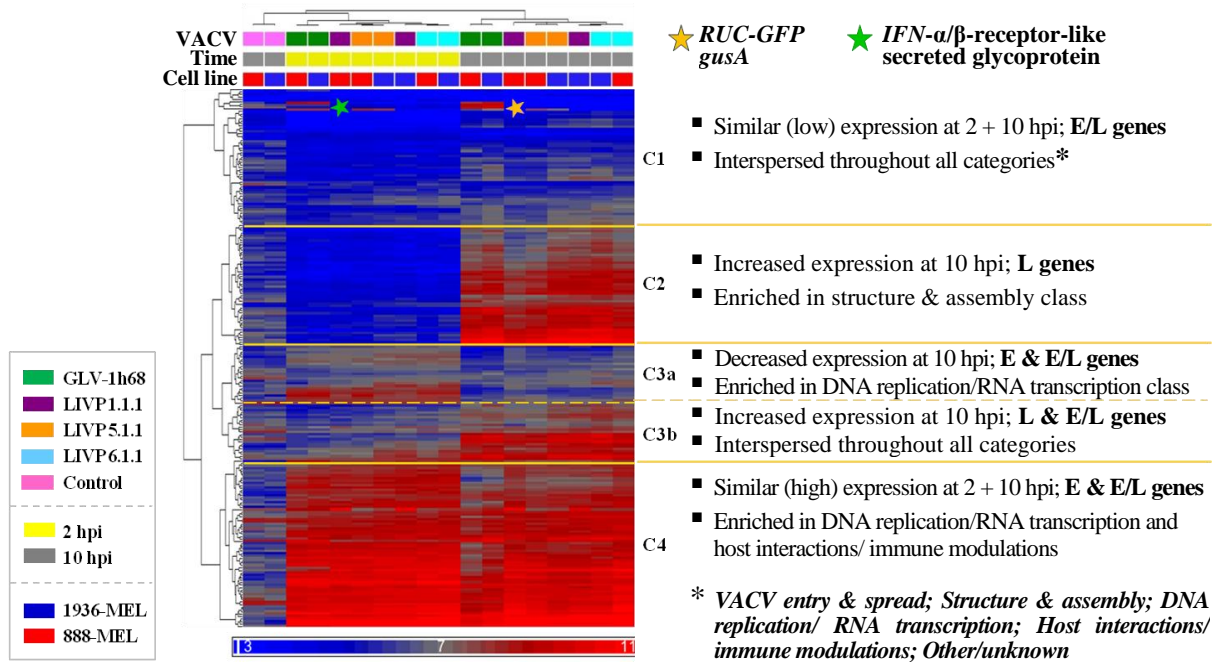 VACV
Time
Cell line
RUC-GFP
gusA
IFN-α/β-receptor-like
secreted glycoprotein
C1
▪ Similar (low) expression at 2 + 10 hpi; E/L genes
▪ Interspersed throughout all categories*
C2
▪ Increased expression at 10 hpi; L genes
▪ Enriched in structure & assembly class
C3a
▪ Decreased expression at 10 hpi; E & E/L genes
▪ Enriched in DNA replication/RNA transcription class
C3b
▪ Increased expression at 10 hpi; L & E/L genes
▪ Interspersed throughout all categories
C4
▪ Similar (high) expression at 2 + 10 hpi; E & E/L genes
▪ Enriched in DNA replication/RNA transcription and
host interactions/ immune modulations
* VACV entry & spread; Structure & assembly; DNA
replication/ RNA transcription; Host interactions/
immune modulations; Other/unknown
GLV-1h68
LIVP1.1.1
LIVP5.1.1
LIVP6.1.1
Control
2 hpi
10 hpi
1936-MEL
888-MEL
3 7 11